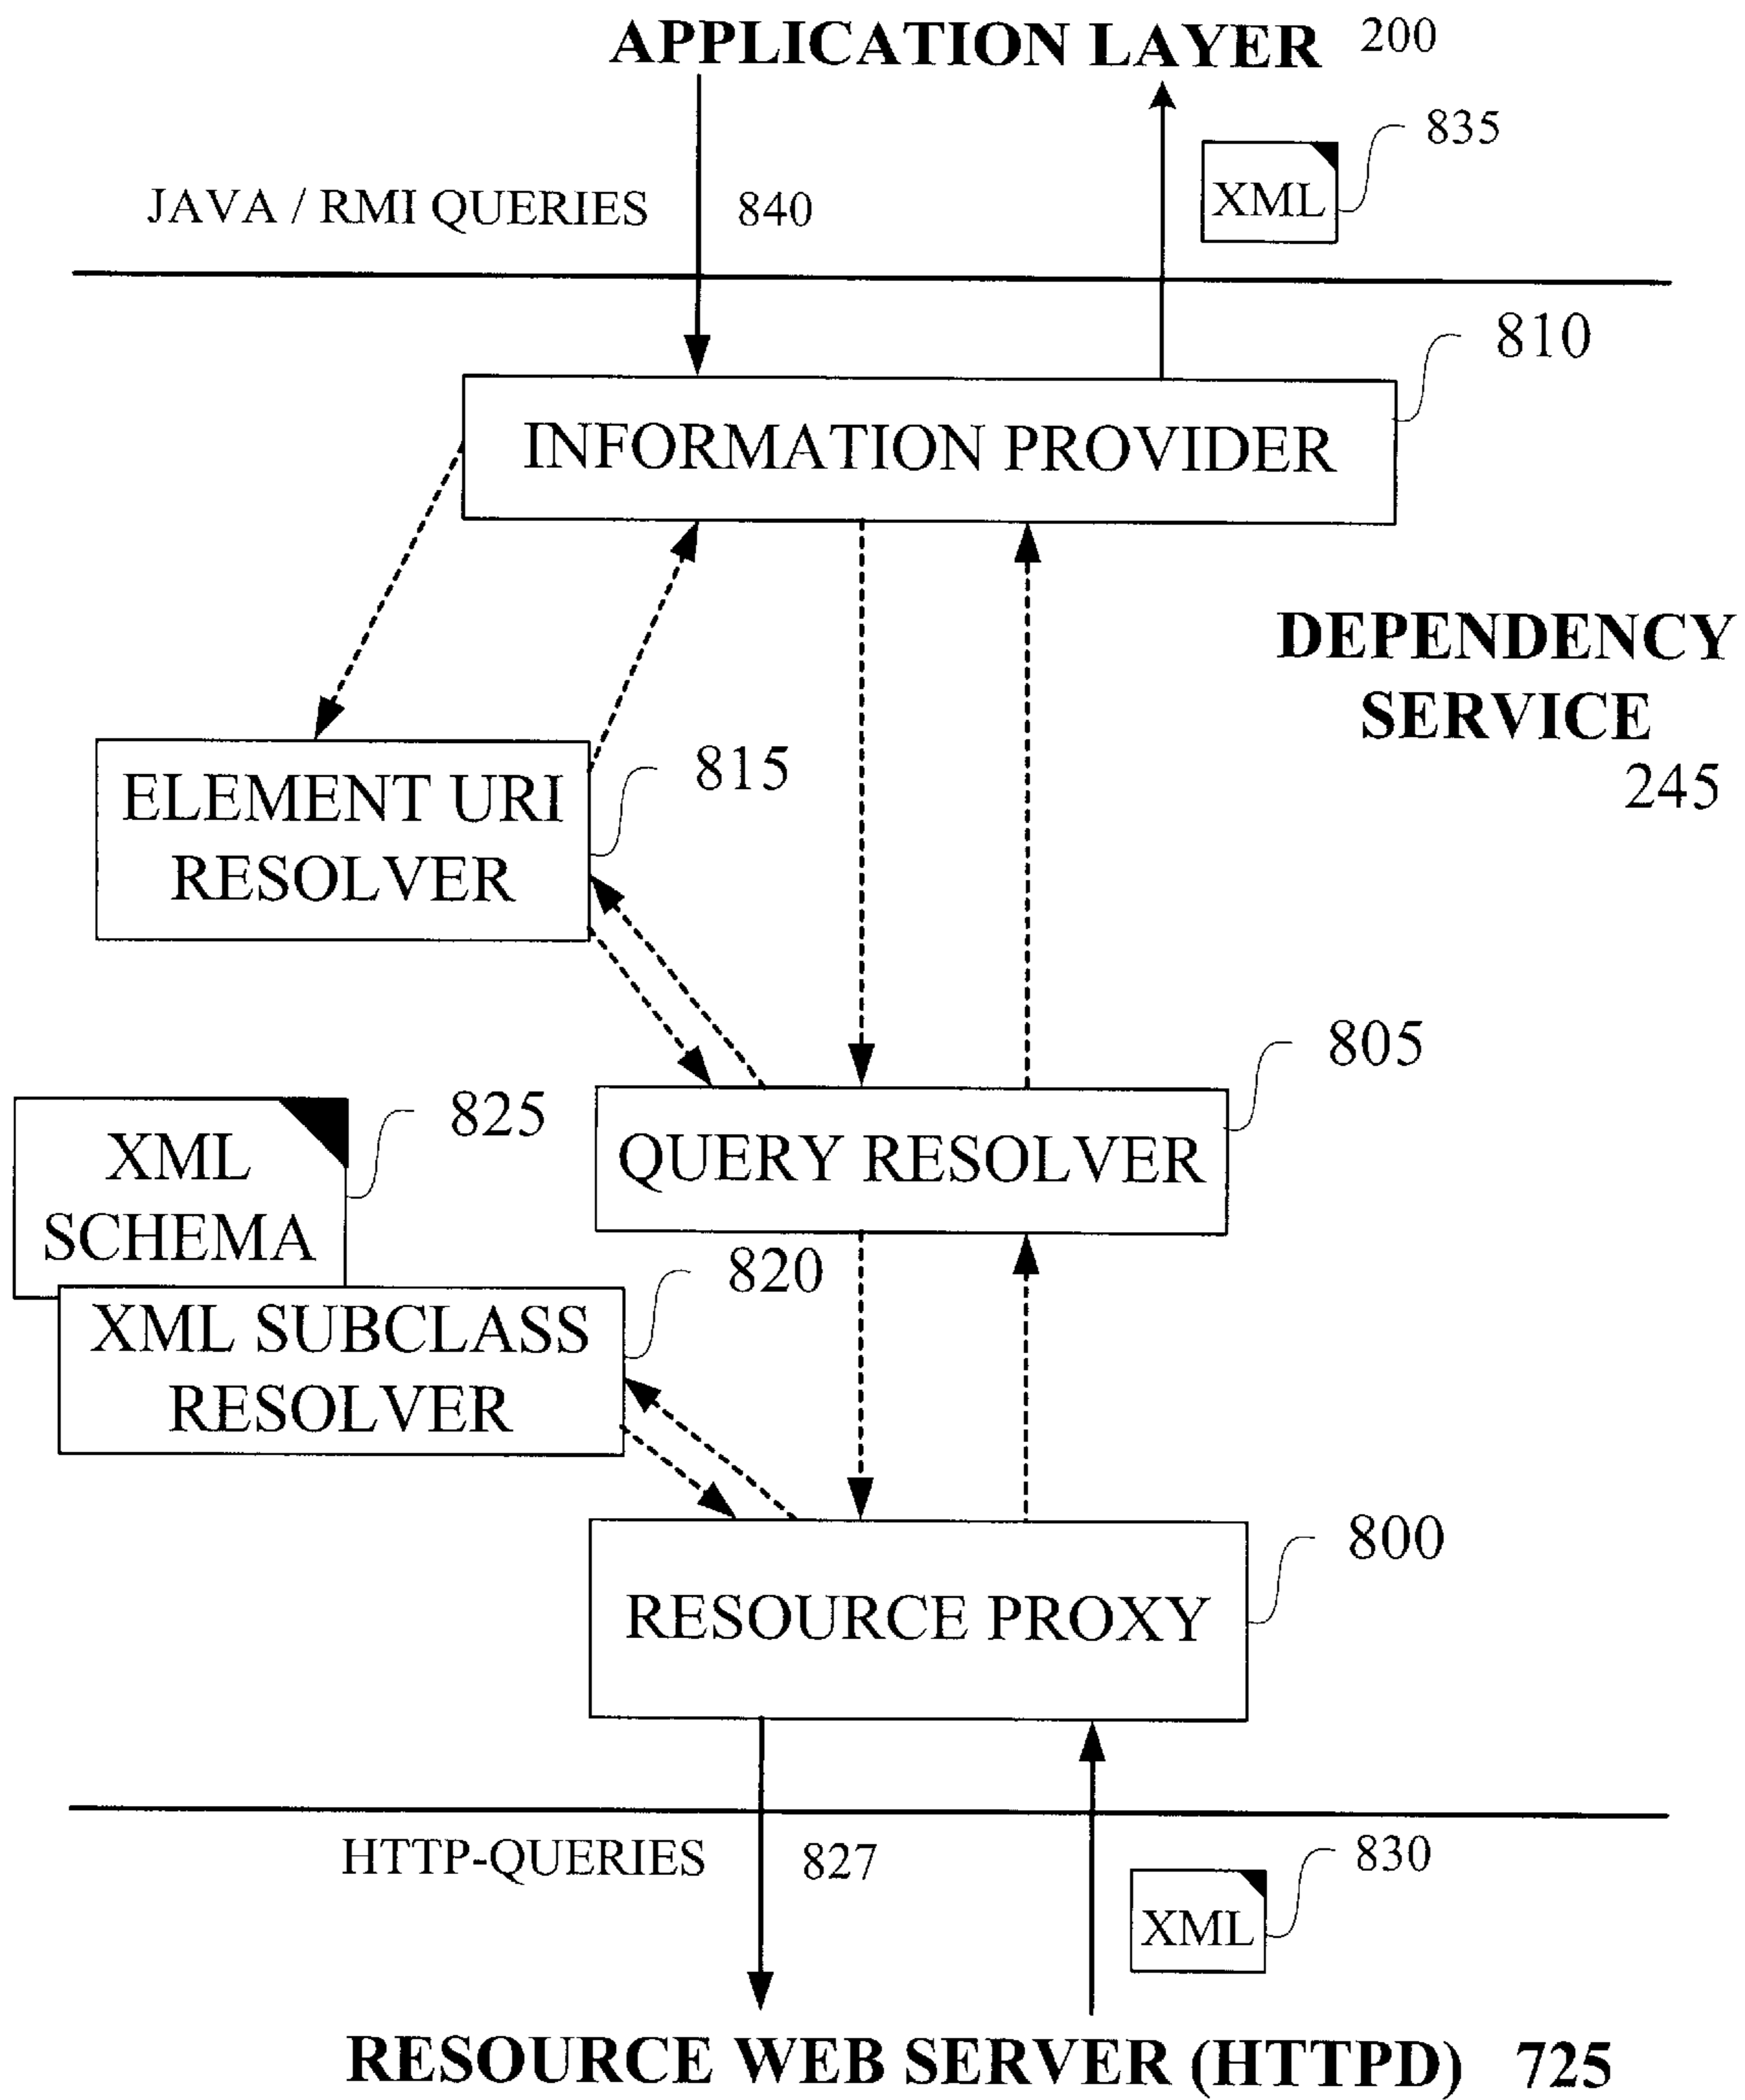 APPLICATION LAYER 200
835
XML
JAVA / RMI QUERIES 840
810
INFORMATION PROVIDER
DEPENDENCY
SERVICE
245
815
ELEMENT URI
RESOLVER
805
825
XML
SCHEMA
QUERY RESOLVER
820
XML SUBCLASS
RESOLVER
800
RESOURCE PROXY
HTTP-QUERIES 827
830
XML
RESOURCE WEB SERVER (HTTPD) 725